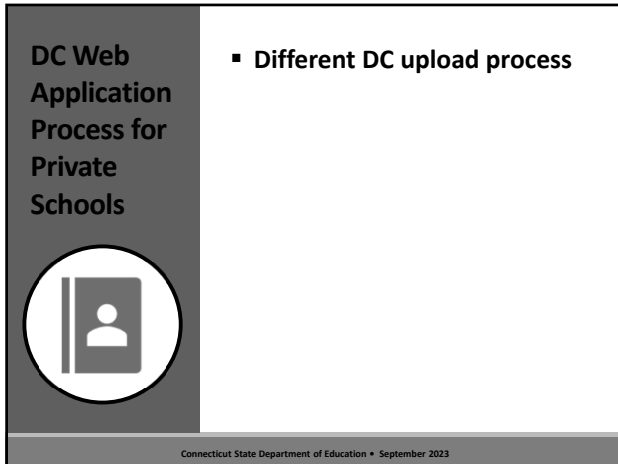 DC Web
Application
Process for
Private
Schools
▪ Different DC upload process
Connecticut State Department of Education • September 2023